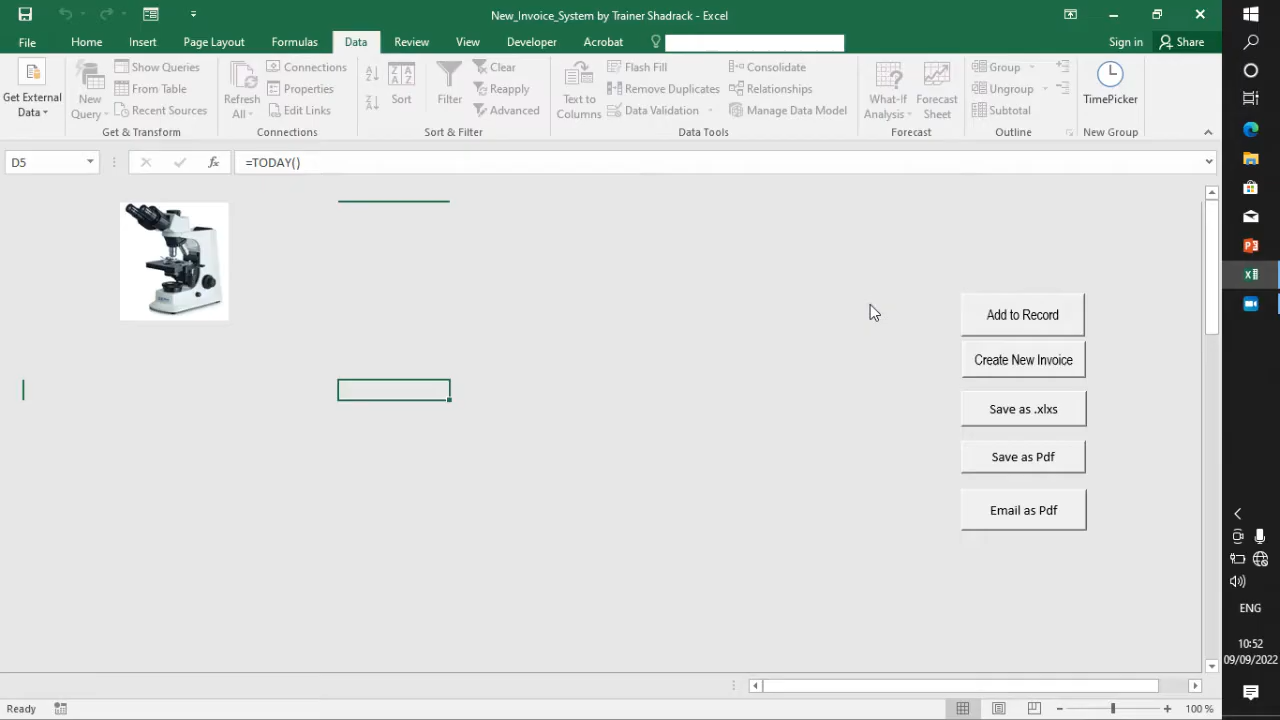 New_Invoice_System by Trainer Shadrack - Excel
File Home Insert Page Layout Formulas Data Review View Developer Acrobat Sign in Share
Get External Data
New Query
Show Queries
From Table
Recent Sources
Get & Transform
Refresh All
Connections
Properties
Edit Links
Connections
Sort
Filter
Clear
Reapply
Advanced
Sort & Filter
Text to Columns
Flash Fill
Remove Duplicates
Data Validation
Consolidate
Relationships
Manage Data Model
Data Tools
What-If Analysis
Forecast Sheet
Forecast
Group
Ungroup
Subtotal
Outline
TimePicker
New Group
D5 fx =TODAY()
Add to Record
Create New Invoice
Save as .xlxs
Save as Pdf
Email as Pdf
ENG
10:52
09/09/2022
Ready
100 %